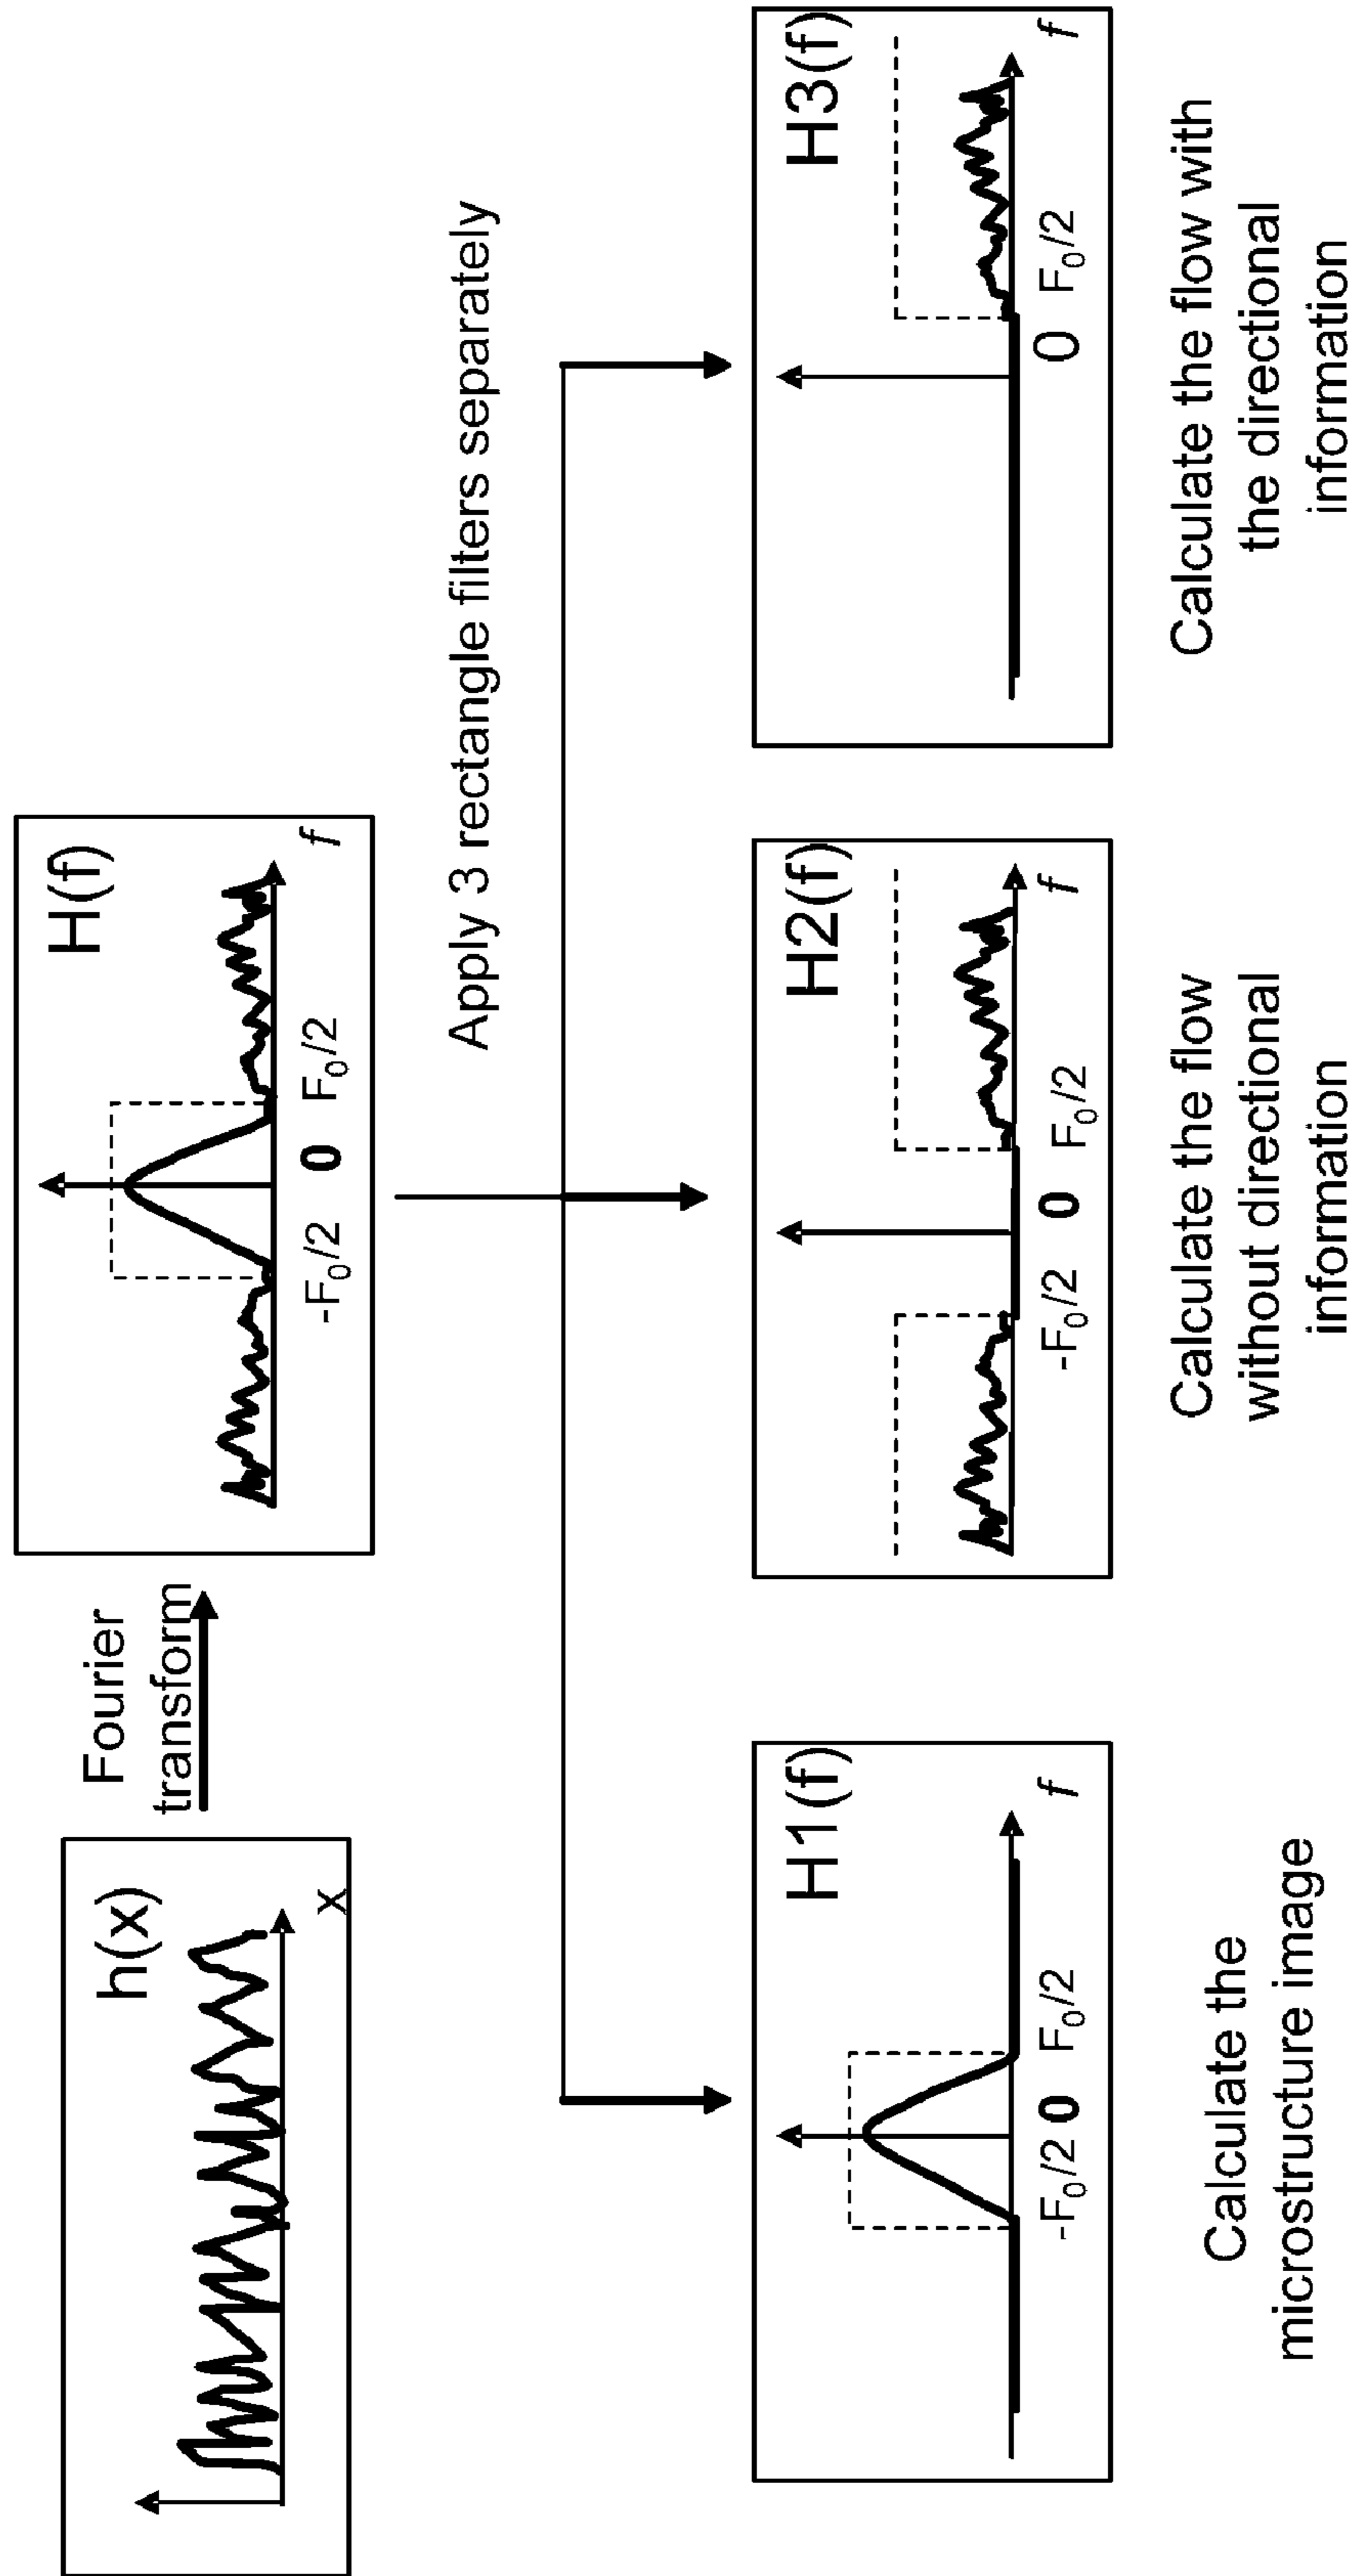 h(x)
x
Fourier
transform
H(f)
-F₀/2 0 F₀/2 f
Apply 3 rectangle filters separately
H1(f)
-F₀/2 0 F₀/2 f
Calculate the
microstructure image
H2(f)
-F₀/2 0 F₀/2 f
Calculate the flow
without directional
information
H3(f)
0 F₀/2 f
Calculate the flow with
the directional
information